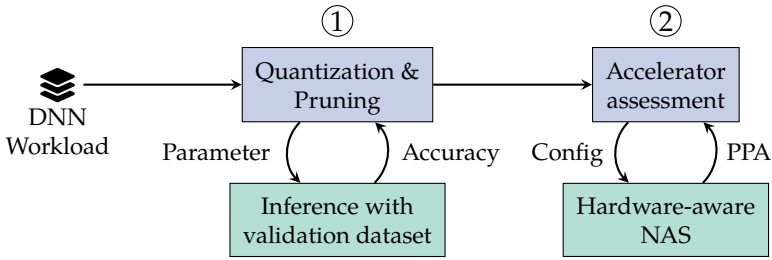 ① ②
Quantization & Accelerator
Pruning assessment
DNN
Workload
Parameter Accuracy Config PPA
Inference with Hardware-aware
validation dataset NAS